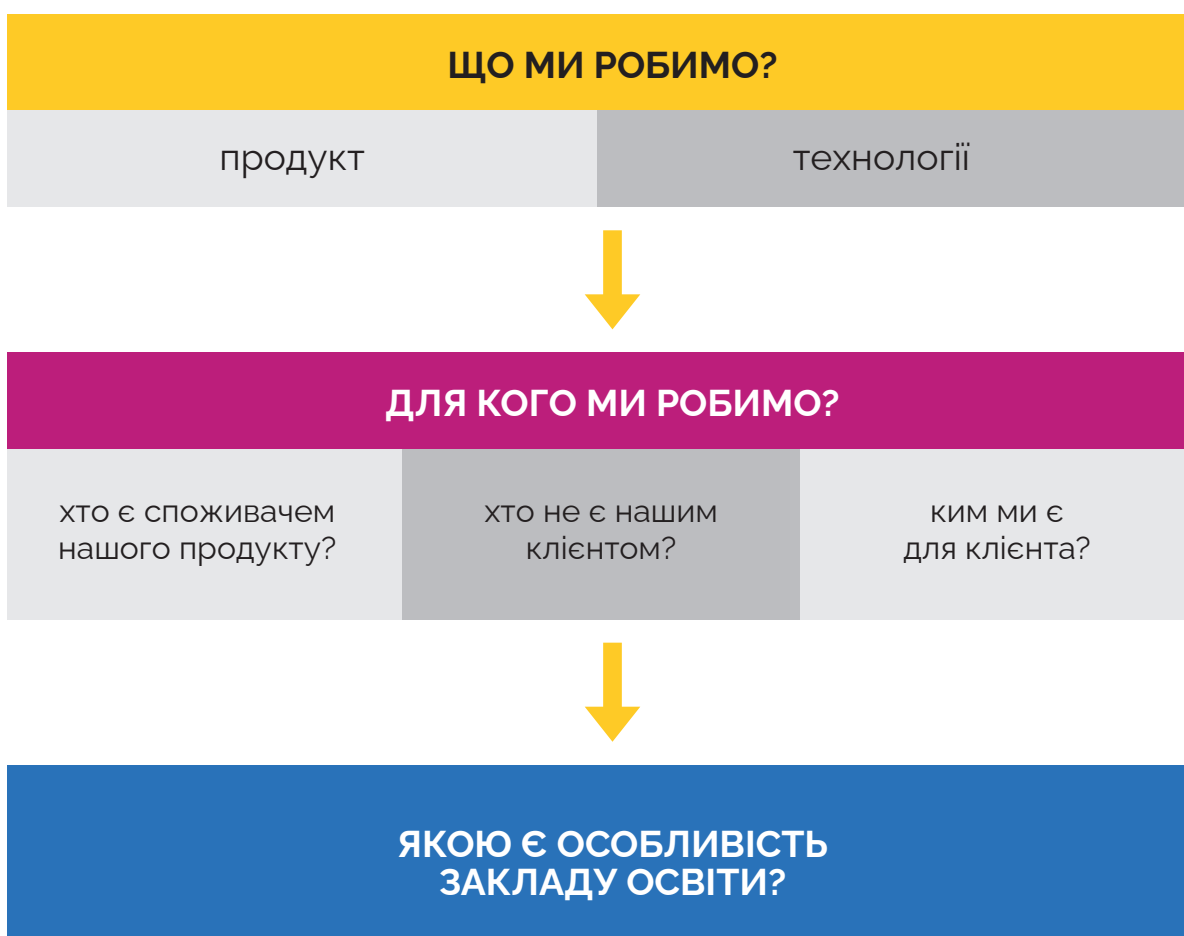 ЩО МИ РОБИМО?
продукт
технології
ДЛЯ КОГО МИ РОБИМО?
хто є споживачем
нашого продукту?
хто не є нашим
клієнтом?
ким ми є
для клієнта?
ЯКОЮ Є ОСОБЛИВІСТЬ
ЗАКЛАДУ ОСВІТИ?